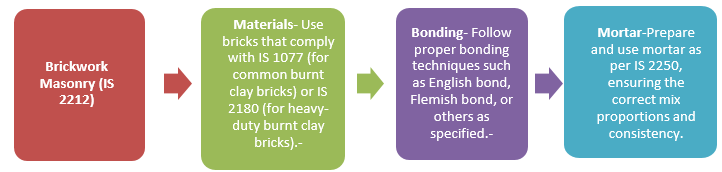 Brickwork
Masonry (IS
2212)
Materials- Use
bricks that comply
with IS 1077 (for
common burnt
clay bricks) or IS
2180 (for heavy-
duty burnt clay
bricks).-
Bonding- Follow
proper bonding
techniques such
as English bond,
Flemish bond, or
others as
specified.-
Mortar-Prepare
and use mortar as
per IS 2250,
ensuring the
correct mix
proportions and
consistency.